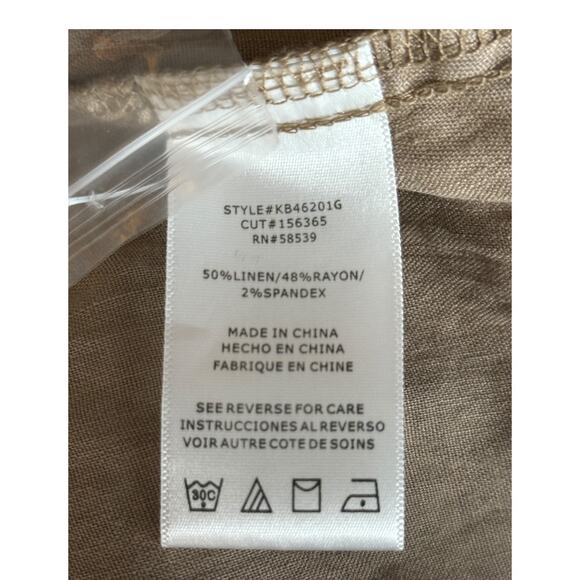 STYLE#KB46201G
CUT#156365
RN#58539
50%LINEN/48%RAYON/
2%SPANDEX
MADE IN CHINA
HECHO EN CHINA
FABRIQUE EN CHINE
SEE REVERSE FOR CARE
INSTRUCCIONES AL REVERSO
VOIR AUTRE COTE DE SOINS
30C